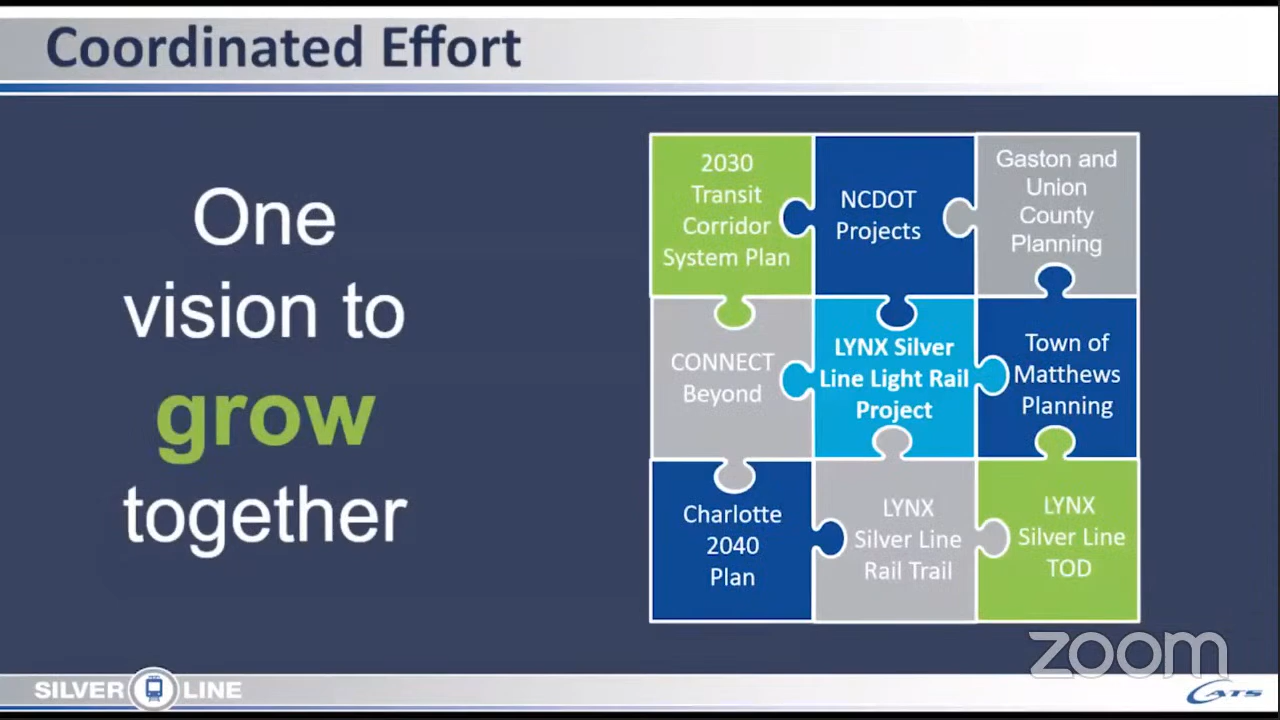 Coordinated Effort
One
vision to
grow
together
2030
Transit
Corridor
System Plan
NCDOT
Projects
Gaston and
Union
County
Planning
CONNECT
Beyond
LYNX Silver
Line Light Rail
Project
Town of
Matthews
Planning
Charlotte
2040
Plan
LYNX
Silver Line
Rail Trail
LYNX
Silver Line
TOD
zoom
SILVER LINE
CATS